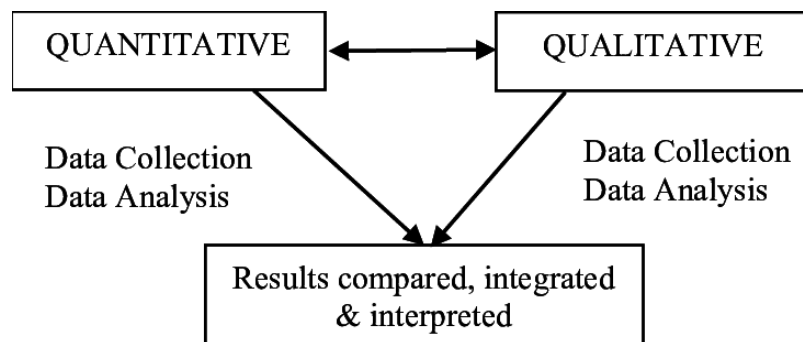 QUANTITATIVE
QUALITATIVE
Data Collection
Data Analysis
Data Collection
Data Analysis
Results compared, integrated
& interpreted